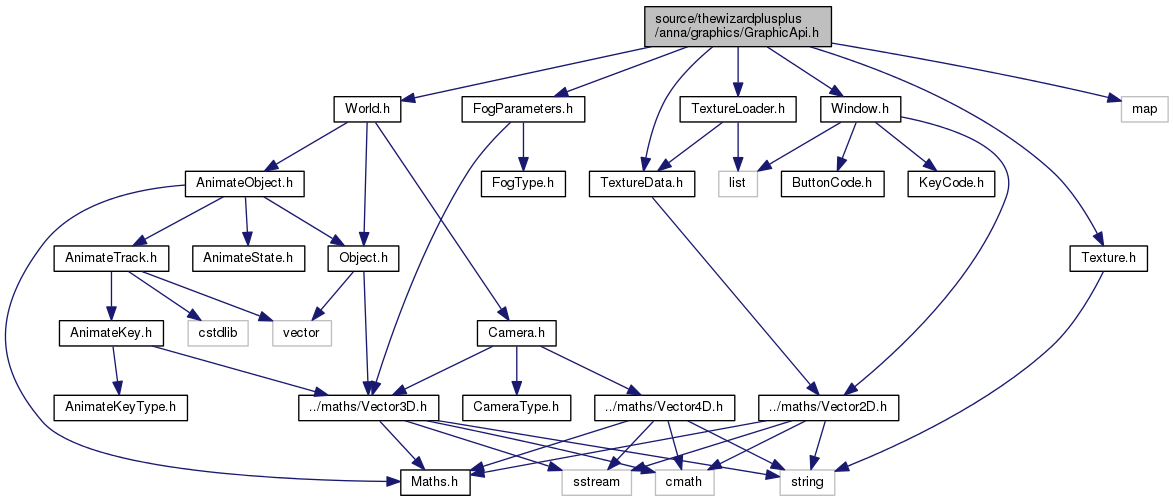 source/thewizardplusplus
/anna/graphics/GraphicApi.h
World.h
FogParameters.h
TextureLoader.h
Window.h
map
AnimateObject.h
FogType.h
TextureData.h
list
ButtonCode.h
KeyCode.h
AnimateTrack.h
AnimateState.h
Object.h
Texture.h
AnimateKey.h
cstdlib
vector
Camera.h
AnimateKeyType.h
../maths/Vector3D.h
CameraType.h
../maths/Vector4D.h
../maths/Vector2D.h
Maths.h
sstream
cmath
string